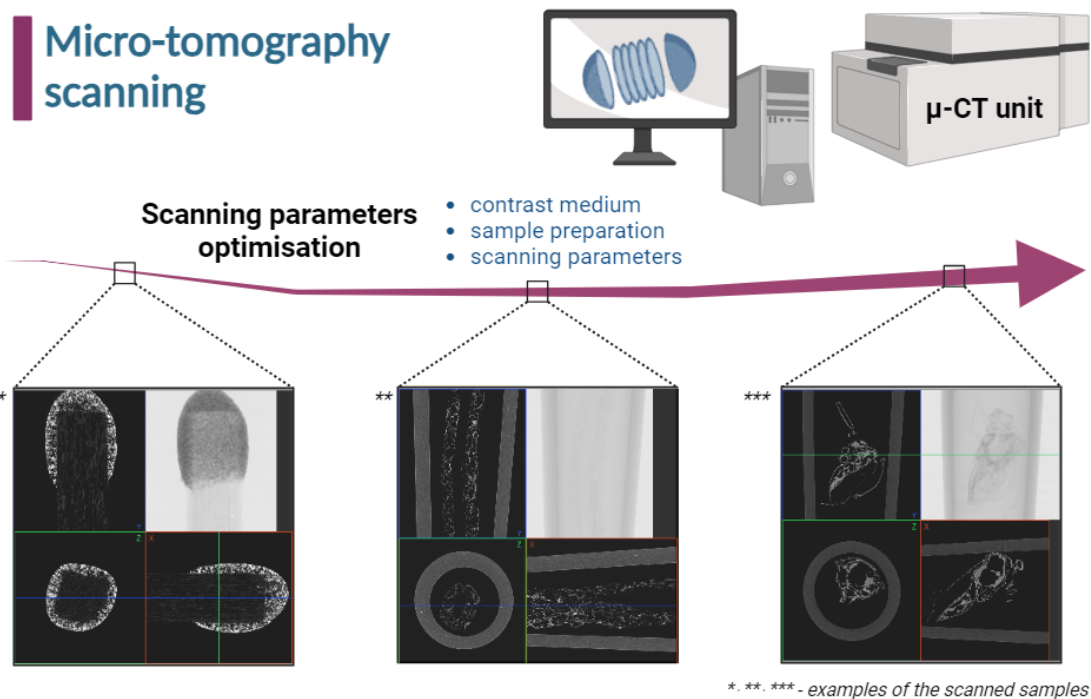 Micro-tomography
scanning
μ-CT unit
Scanning parameters
optimisation
• contrast medium
• sample preparation
• scanning parameters
*
**
***
Y
Z
X
Y
Z
X
Y
Z
X
*, **, *** - examples of the scanned samples